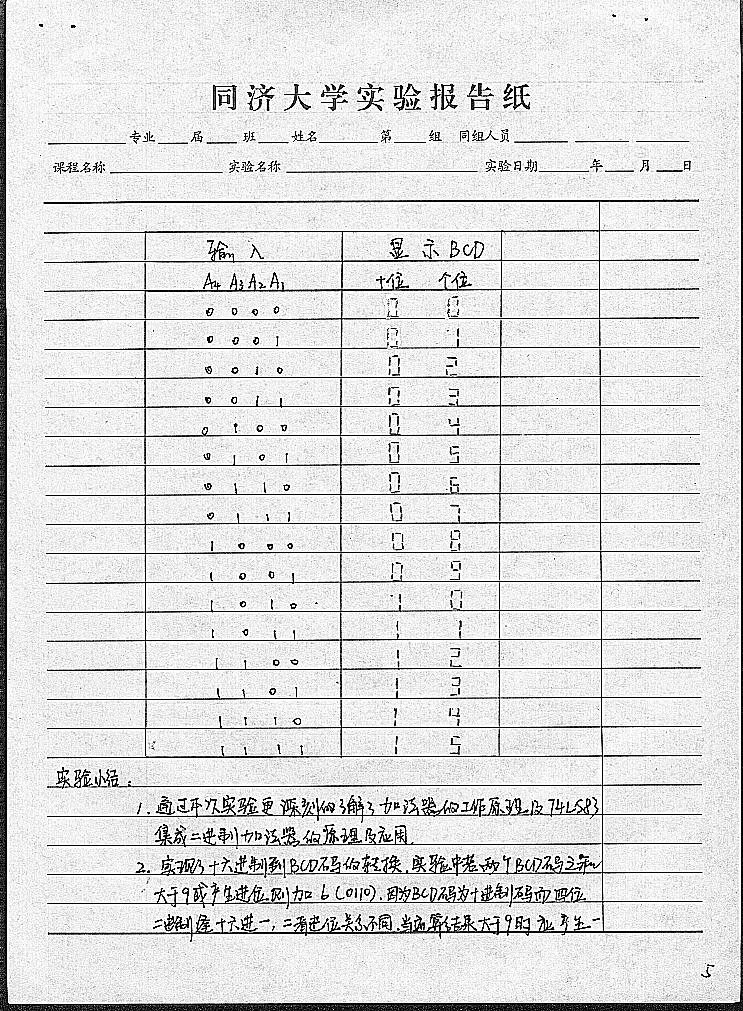 同济大学实验报告纸
专业 届 班 姓名 第 组 同组人员
课程名称 实验名称 实验日期 年 月 日
输入 显示BCD
A4 A3 A2 A1 十位 个位
0 0 0 0 0 0
0 0 0 1 0 1
0 0 1 0 0 2
0 0 1 1 0 3
0 1 0 0 0 4
0 1 0 1 0 5
0 1 1 0 0 6
0 1 1 1 0 7
1 0 0 0 0 8
1 0 0 1 0 9
1 0 1 0 1 0
1 0 1 1 1 1
1 1 0 0 1 2
1 1 0 1 1 3
1 1 1 0 1 4
1 1 1 1 1 5
实验小结：
1. 通过本次实验更深刻的了解了加法器的工作原理及74LS83
集成二进制加法器的原理及应用.
2. 实现了十六进制到BCD码的转换,实验中若两个BCD码之和
大于9或产生进位则加6(0110).因为BCD码为十进制码而四位
二进制逢十六进一,二者进位关系不同.当运算结果大于9时应产生一
5